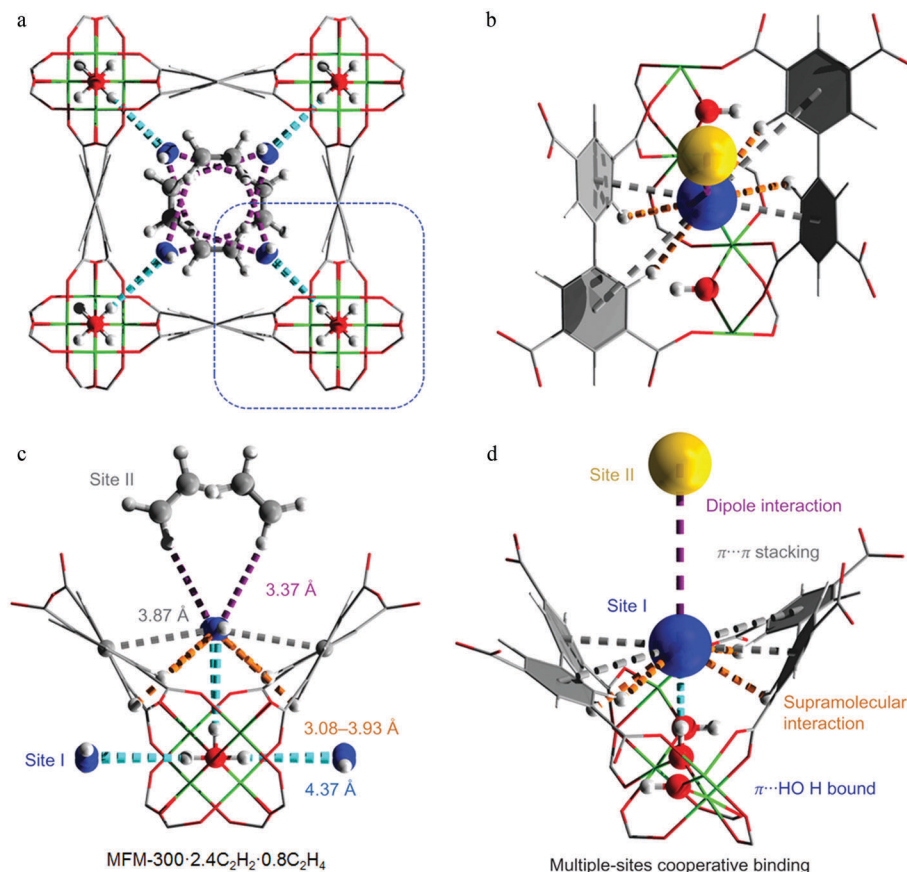 a
b
c
Site II
3.37 Å
3.87 Å
3.08–3.93 Å
Site I
4.37 Å
MFM-300·2.4C₂H₂·0.8C₂H₄
d
Site II
Dipole interaction
π···π stacking
Site I
Supramolecular
interaction
π···HO H bound
Multiple-sites cooperative binding